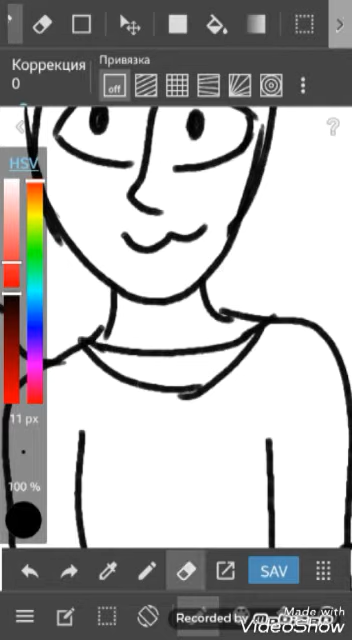 Коррекция
0
Привязка
off
?
HSV
11 px
100 %
SAV
Recorded by
Made with
VideoShow